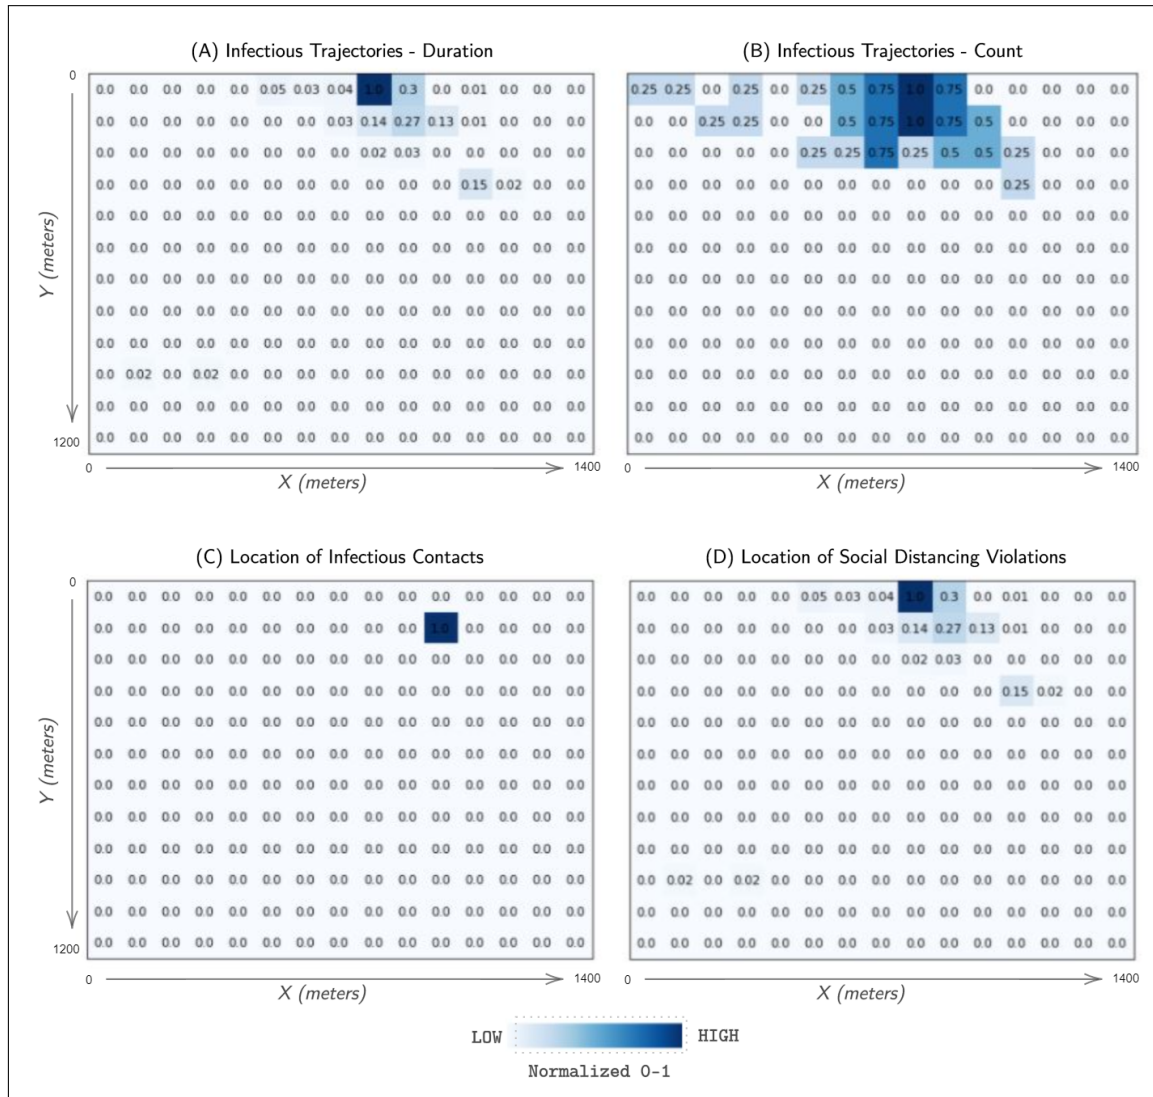 (A) Infectious Trajectories - Duration
0
0.0 0.0 0.0 0.0 0.0 0.05 0.03 0.04 1.0 0.3 0.0 0.01 0.0 0.0 0.0
0.0 0.0 0.0 0.0 0.0 0.0 0.0 0.03 0.14 0.27 0.13 0.01 0.0 0.0 0.0
0.0 0.0 0.0 0.0 0.0 0.0 0.0 0.0 0.02 0.03 0.0 0.0 0.0 0.0 0.0
0.0 0.0 0.0 0.0 0.0 0.0 0.0 0.0 0.0 0.0 0.0 0.15 0.02 0.0 0.0
0.0 0.0 0.0 0.0 0.0 0.0 0.0 0.0 0.0 0.0 0.0 0.0 0.0 0.0 0.0
0.0 0.0 0.0 0.0 0.0 0.0 0.0 0.0 0.0 0.0 0.0 0.0 0.0 0.0 0.0
0.0 0.0 0.0 0.0 0.0 0.0 0.0 0.0 0.0 0.0 0.0 0.0 0.0 0.0 0.0
0.0 0.0 0.0 0.0 0.0 0.0 0.0 0.0 0.0 0.0 0.0 0.0 0.0 0.0 0.0
0.0 0.0 0.0 0.0 0.0 0.0 0.0 0.0 0.0 0.0 0.0 0.0 0.0 0.0 0.0
0.0 0.02 0.0 0.02 0.0 0.0 0.0 0.0 0.0 0.0 0.0 0.0 0.0 0.0 0.0
0.0 0.0 0.0 0.0 0.0 0.0 0.0 0.0 0.0 0.0 0.0 0.0 0.0 0.0 0.0
0.0 0.0 0.0 0.0 0.0 0.0 0.0 0.0 0.0 0.0 0.0 0.0 0.0 0.0 0.0
Y (meters)
1200
0
1400
X (meters)
(B) Infectious Trajectories - Count
0.25 0.25 0.0 0.25 0.0 0.25 0.5 0.75 1.0 0.75 0.0 0.0 0.0 0.0 0.0
0.0 0.0 0.25 0.25 0.0 0.0 0.5 0.75 1.0 0.75 0.5 0.0 0.0 0.0 0.0
0.0 0.0 0.0 0.0 0.0 0.25 0.25 0.75 0.25 0.5 0.5 0.25 0.0 0.0 0.0
0.0 0.0 0.0 0.0 0.0 0.0 0.0 0.0 0.0 0.0 0.0 0.25 0.0 0.0 0.0
0.0 0.0 0.0 0.0 0.0 0.0 0.0 0.0 0.0 0.0 0.0 0.0 0.0 0.0 0.0
0.0 0.0 0.0 0.0 0.0 0.0 0.0 0.0 0.0 0.0 0.0 0.0 0.0 0.0 0.0
0.0 0.0 0.0 0.0 0.0 0.0 0.0 0.0 0.0 0.0 0.0 0.0 0.0 0.0 0.0
0.0 0.0 0.0 0.0 0.0 0.0 0.0 0.0 0.0 0.0 0.0 0.0 0.0 0.0 0.0
0.0 0.0 0.0 0.0 0.0 0.0 0.0 0.0 0.0 0.0 0.0 0.0 0.0 0.0 0.0
0.0 0.0 0.0 0.0 0.0 0.0 0.0 0.0 0.0 0.0 0.0 0.0 0.0 0.0 0.0
0.0 0.0 0.0 0.0 0.0 0.0 0.0 0.0 0.0 0.0 0.0 0.0 0.0 0.0 0.0
0.0 0.0 0.0 0.0 0.0 0.0 0.0 0.0 0.0 0.0 0.0 0.0 0.0 0.0 0.0
0
1400
X (meters)
(C) Location of Infectious Contacts
0
0.0 0.0 0.0 0.0 0.0 0.0 0.0 0.0 0.0 0.0 0.0 0.0 0.0 0.0 0.0
0.0 0.0 0.0 0.0 0.0 0.0 0.0 0.0 0.0 0.0 1.0 0.0 0.0 0.0 0.0
0.0 0.0 0.0 0.0 0.0 0.0 0.0 0.0 0.0 0.0 0.0 0.0 0.0 0.0 0.0
0.0 0.0 0.0 0.0 0.0 0.0 0.0 0.0 0.0 0.0 0.0 0.0 0.0 0.0 0.0
0.0 0.0 0.0 0.0 0.0 0.0 0.0 0.0 0.0 0.0 0.0 0.0 0.0 0.0 0.0
0.0 0.0 0.0 0.0 0.0 0.0 0.0 0.0 0.0 0.0 0.0 0.0 0.0 0.0 0.0
0.0 0.0 0.0 0.0 0.0 0.0 0.0 0.0 0.0 0.0 0.0 0.0 0.0 0.0 0.0
0.0 0.0 0.0 0.0 0.0 0.0 0.0 0.0 0.0 0.0 0.0 0.0 0.0 0.0 0.0
0.0 0.0 0.0 0.0 0.0 0.0 0.0 0.0 0.0 0.0 0.0 0.0 0.0 0.0 0.0
0.0 0.0 0.0 0.0 0.0 0.0 0.0 0.0 0.0 0.0 0.0 0.0 0.0 0.0 0.0
0.0 0.0 0.0 0.0 0.0 0.0 0.0 0.0 0.0 0.0 0.0 0.0 0.0 0.0 0.0
0.0 0.0 0.0 0.0 0.0 0.0 0.0 0.0 0.0 0.0 0.0 0.0 0.0 0.0 0.0
Y (meters)
1200
0
1400
X (meters)
(D) Location of Social Distancing Violations
0.0 0.0 0.0 0.0 0.0 0.05 0.03 0.04 1.0 0.3 0.0 0.01 0.0 0.0 0.0
0.0 0.0 0.0 0.0 0.0 0.0 0.0 0.03 0.14 0.27 0.13 0.01 0.0 0.0 0.0
0.0 0.0 0.0 0.0 0.0 0.0 0.0 0.0 0.02 0.03 0.0 0.0 0.0 0.0 0.0
0.0 0.0 0.0 0.0 0.0 0.0 0.0 0.0 0.0 0.0 0.0 0.15 0.02 0.0 0.0
0.0 0.0 0.0 0.0 0.0 0.0 0.0 0.0 0.0 0.0 0.0 0.0 0.0 0.0 0.0
0.0 0.0 0.0 0.0 0.0 0.0 0.0 0.0 0.0 0.0 0.0 0.0 0.0 0.0 0.0
0.0 0.0 0.0 0.0 0.0 0.0 0.0 0.0 0.0 0.0 0.0 0.0 0.0 0.0 0.0
0.0 0.0 0.0 0.0 0.0 0.0 0.0 0.0 0.0 0.0 0.0 0.0 0.0 0.0 0.0
0.0 0.0 0.0 0.0 0.0 0.0 0.0 0.0 0.0 0.0 0.0 0.0 0.0 0.0 0.0
0.0 0.02 0.0 0.02 0.0 0.0 0.0 0.0 0.0 0.0 0.0 0.0 0.0 0.0 0.0
0.0 0.0 0.0 0.0 0.0 0.0 0.0 0.0 0.0 0.0 0.0 0.0 0.0 0.0 0.0
0.0 0.0 0.0 0.0 0.0 0.0 0.0 0.0 0.0 0.0 0.0 0.0 0.0 0.0 0.0
0
1400
X (meters)
LOW
HIGH
Normalized 0-1